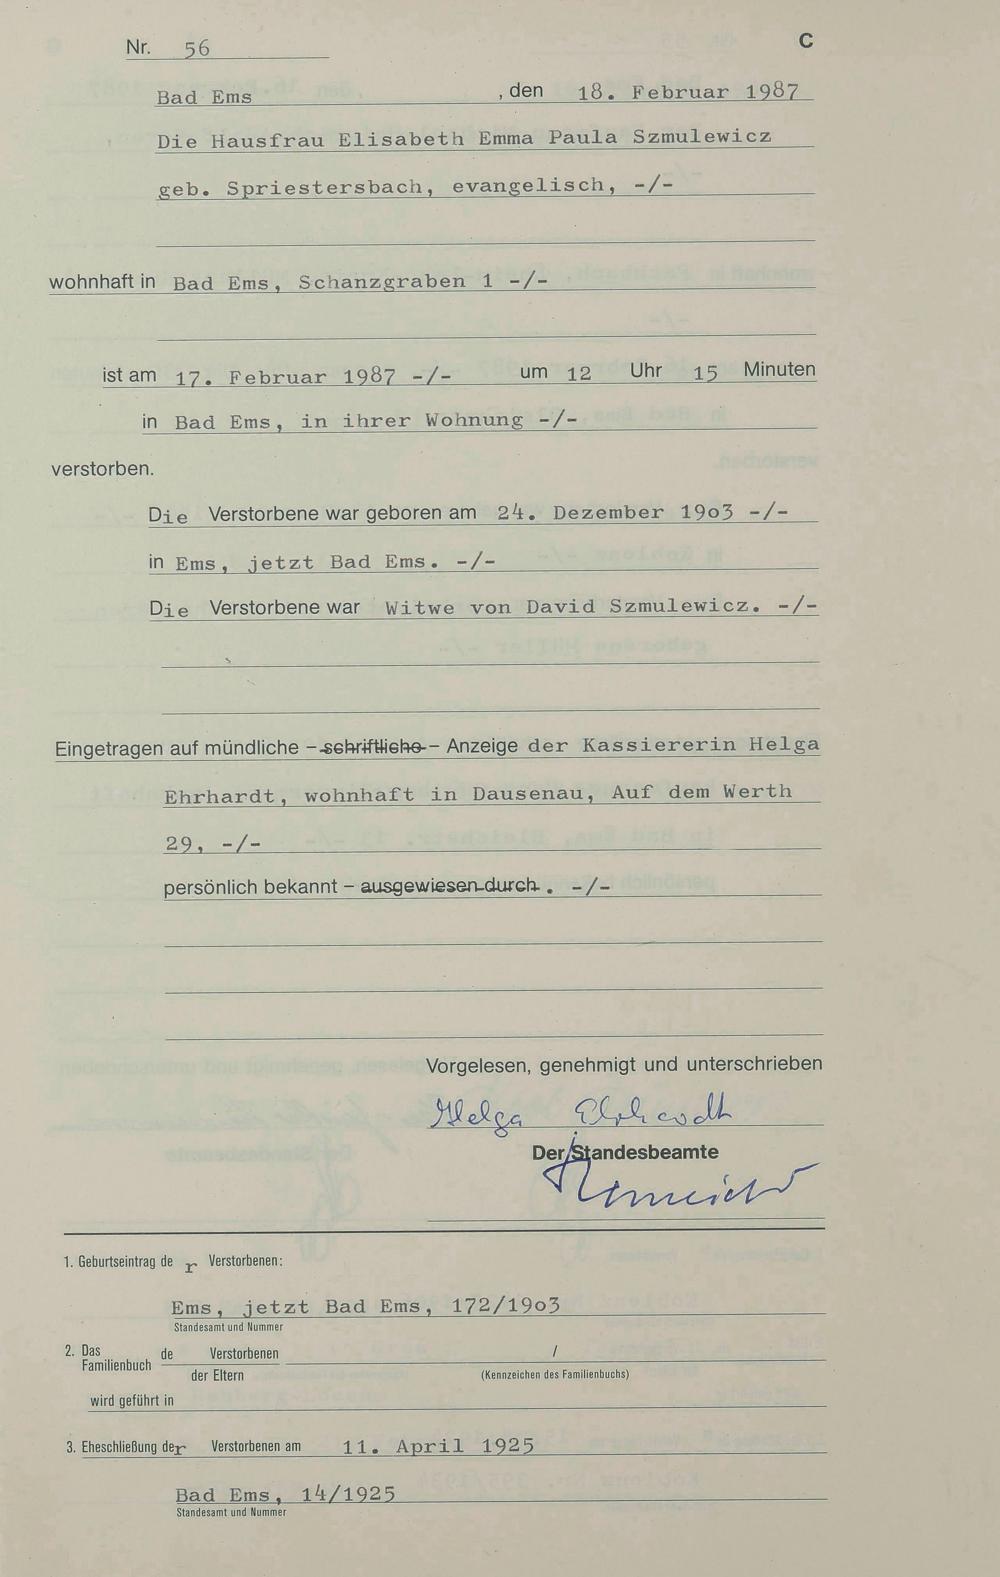 Nr. 56 C
Bad Ems , den 18. Februar 1987
Die Hausfrau Elisabeth Emma Paula Szmulewicz
geb. Spriestersbach, evangelisch, -/-
wohnhaft in Bad Ems, Schanzgraben 1 -/-
ist am 17. Februar 1987 -/- um 12 Uhr 15 Minuten
in Bad Ems, in ihrer Wohnung -/-
verstorben.
Die Verstorbene war geboren am 24. Dezember 19o3 -/-
in Ems, jetzt Bad Ems. -/-
Die Verstorbene war Witwe von David Szmulewicz. -/-
Eingetragen auf mündliche – schriftliche – Anzeige der Kassiererin Helga
Ehrhardt, wohnhaft in Dausenau, Auf dem Werth
29, -/-
persönlich bekannt – ausgewiesen durch . -/-
Vorgelesen, genehmigt und unterschrieben
Helga Ehrhardt
Der Standesbeamte
1. Geburtseintrag de r Verstorbenen:
Ems, jetzt Bad Ems, 172/19o3
Standesamt und Nummer
2. Das Familienbuch de Verstorbenen /
der Eltern (Kennzeichen des Familienbuchs)
wird geführt in
3. Eheschließung der Verstorbenen am 11. April 1925
Bad Ems, 14/1925
Standesamt und Nummer